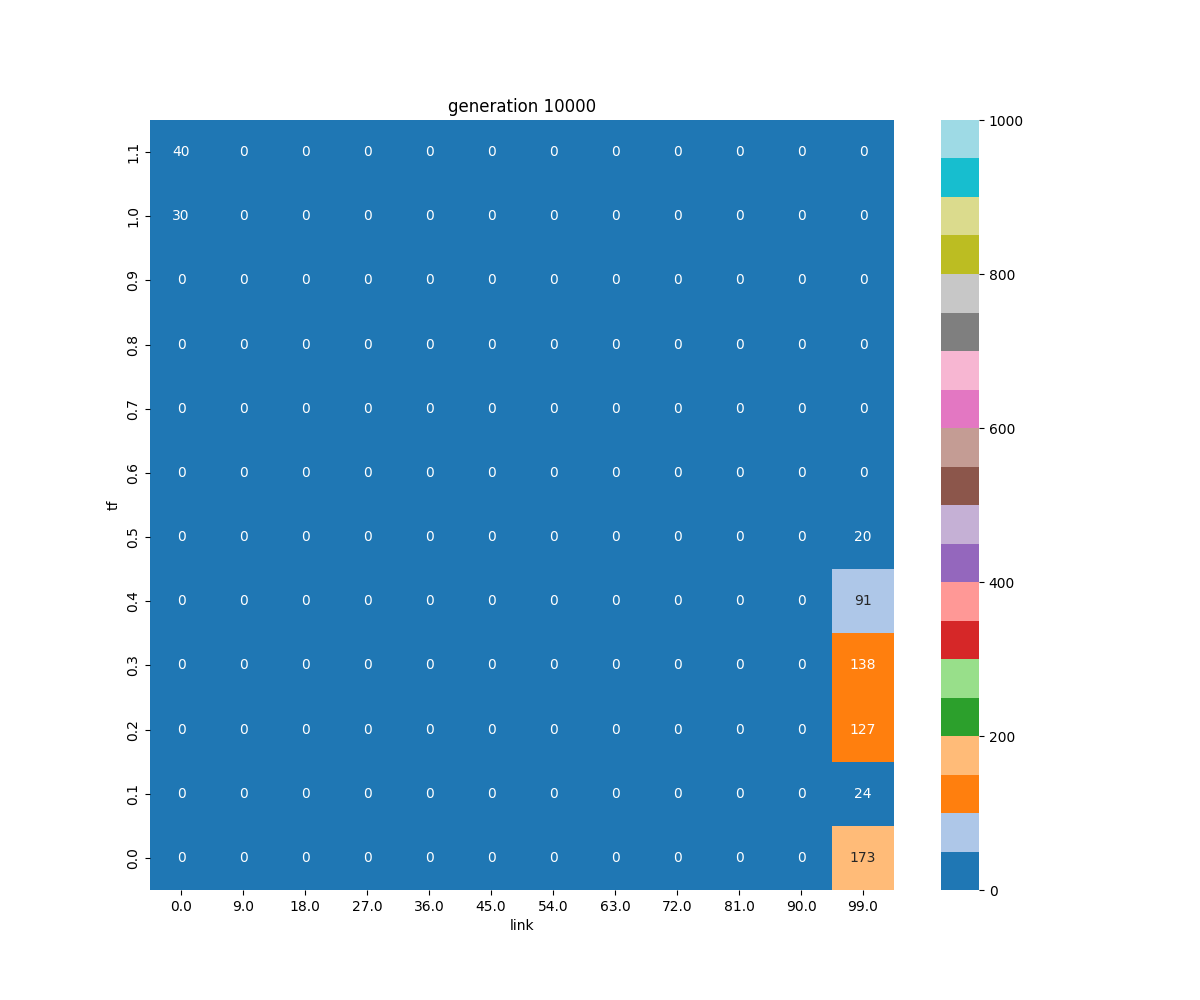 generation 10000
1.1 40 0 0 0 0 0 0 0 0 0 0 0
1.0 30 0 0 0 0 0 0 0 0 0 0 0
0.9 0 0 0 0 0 0 0 0 0 0 0 0
0.8 0 0 0 0 0 0 0 0 0 0 0 0
0.7 0 0 0 0 0 0 0 0 0 0 0 0
0.6 0 0 0 0 0 0 0 0 0 0 0 0
tf
0.5 0 0 0 0 0 0 0 0 0 0 0 20
0.4 0 0 0 0 0 0 0 0 0 0 0 91
0.3 0 0 0 0 0 0 0 0 0 0 0 138
0.2 0 0 0 0 0 0 0 0 0 0 0 127
0.1 0 0 0 0 0 0 0 0 0 0 0 24
0.0 0 0 0 0 0 0 0 0 0 0 0 173
0.0 9.0 18.0 27.0 36.0 45.0 54.0 63.0 72.0 81.0 90.0 99.0
link
1000
800
600
400
200
0